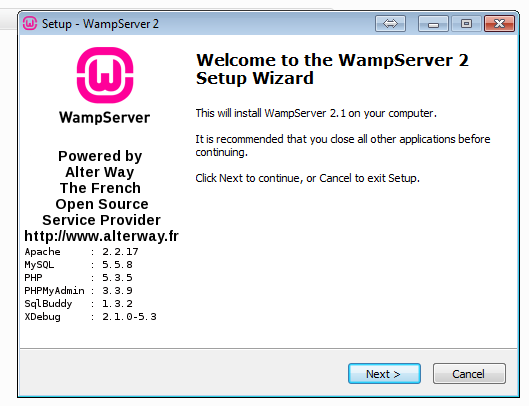 Setup - WampServer 2
WampServer
Powered by
Alter Way
The French
Open Source
Service Provider
http://www.alterway.fr
Apache : 2.2.17
MySQL : 5.5.8
PHP : 5.3.5
PHPMyAdmin : 3.3.9
SqlBuddy : 1.3.2
XDebug : 2.1.0-5.3
Welcome to the WampServer 2
Setup Wizard
This will install WampServer 2.1 on your computer.
It is recommended that you close all other applications before
continuing.
Click Next to continue, or Cancel to exit Setup.
Next >
Cancel